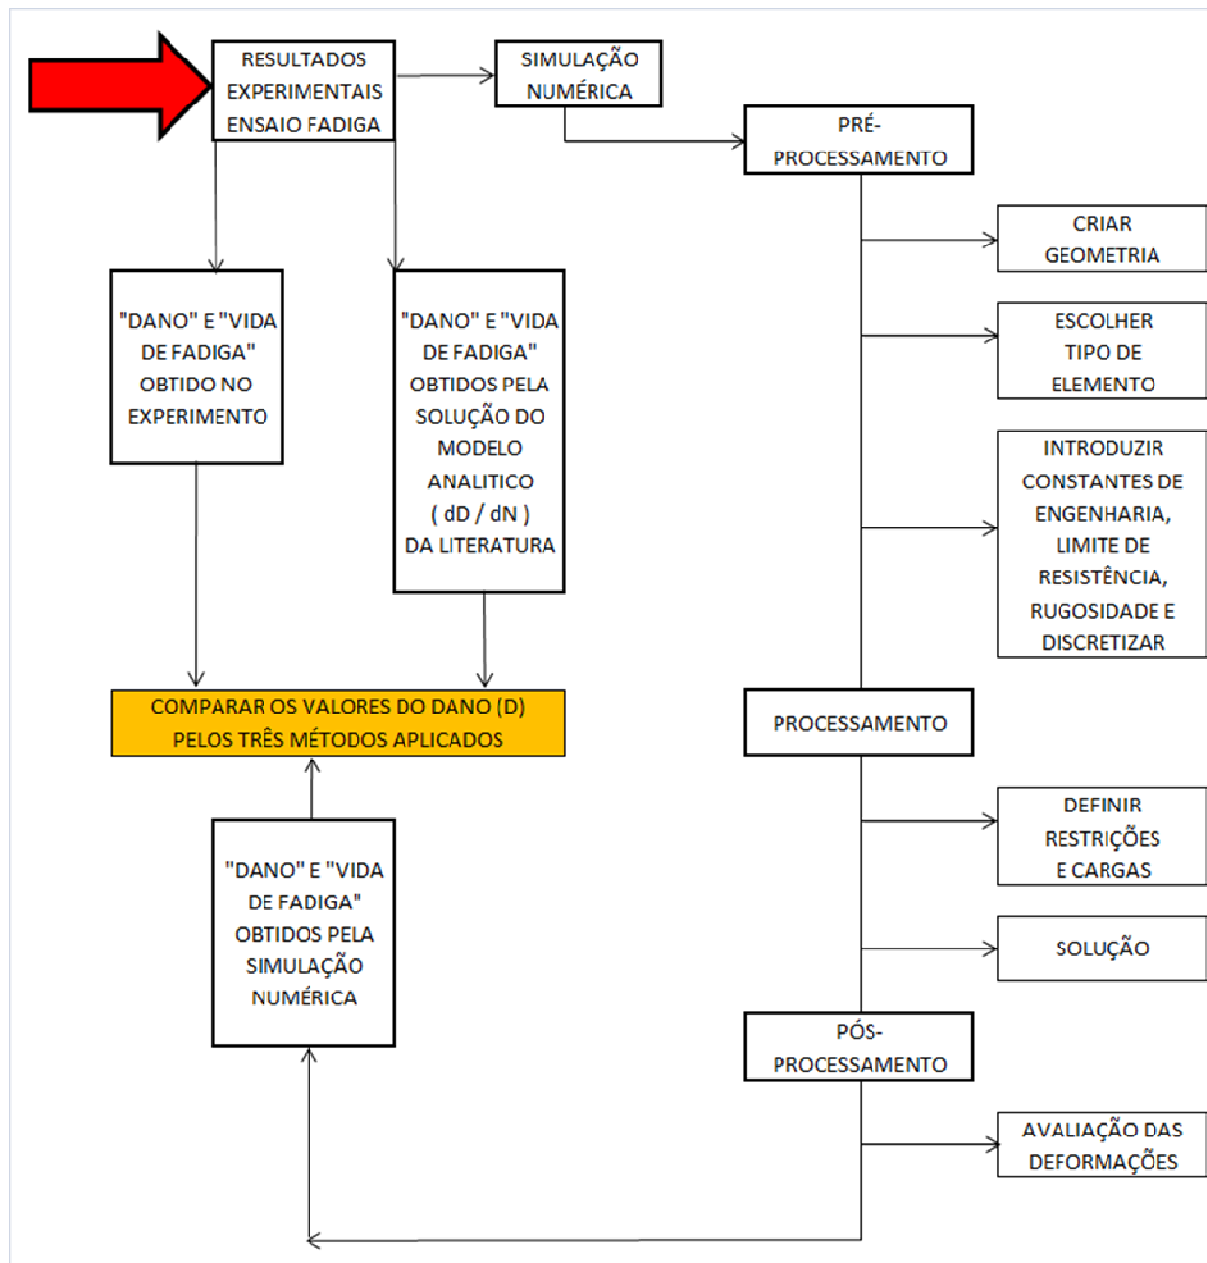 RESULTADOS
EXPERIMENTAIS
ENSAIO FADIGA
SIMULAÇÃO
NUMÉRICA
PRÉ-
PROCESSAMENTO
CRIAR
GEOMETRIA
ESCOLHER
TIPO DE
ELEMENTO
INTRODUZIR
CONSTANTES DE
ENGENHARIA,
LIMITE DE
RESISTÊNCIA,
RUGOSIDADE E
DISCRETIZAR
"DANO" E "VIDA
DE FADIGA"
OBTIDO NO
EXPERIMENTO
"DANO" E "VIDA
DE FADIGA"
OBTIDOS PELA
SOLUÇÃO DO
MODELO
ANALITICO
( dD / dN )
DA LITERATURA
COMPARAR OS VALORES DO DANO (D)
PELOS TRÊS MÉTODOS APLICADOS
PROCESSAMENTO
DEFINIR
RESTRIÇÕES
E CARGAS
SOLUÇÃO
"DANO" E "VIDA
DE FADIGA"
OBTIDOS PELA
SIMULAÇÃO
NUMÉRICA
PÓS-
PROCESSAMENTO
AVALIAÇÃO DAS
DEFORMAÇÕES